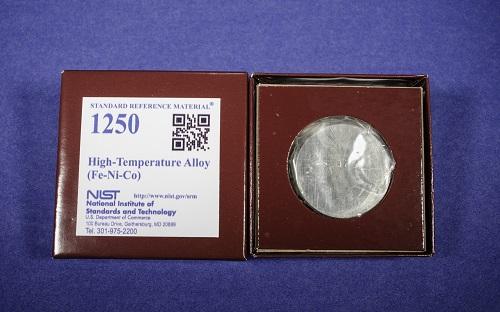 STANDARD REFERENCE MATERIAL®
1250
High-Temperature Alloy
(Fe-Ni-Co)
NIST http://www.nist.gov/srm
National Institute of
Standards and Technology
U.S. Department of Commerce
100 Bureau Drive, Gaithersburg, MD 20899
Tel. 301-975-2200